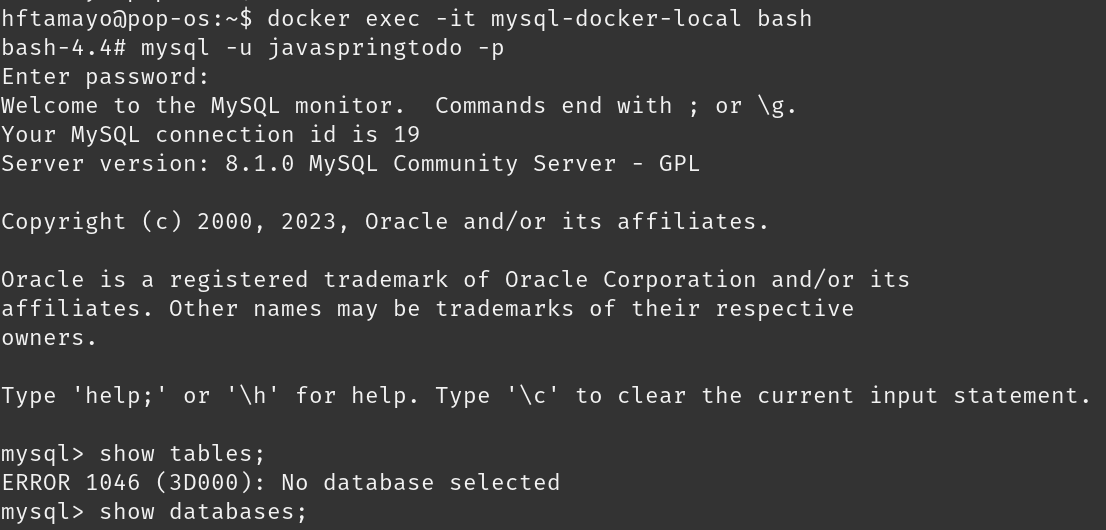 hftamayo@pop-os:~$ docker exec -it mysql-docker-local bash
bash-4.4# mysql -u javaspringtodo -p
Enter password:
Welcome to the MySQL monitor.  Commands end with ; or \g.
Your MySQL connection id is 19
Server version: 8.1.0 MySQL Community Server - GPL

Copyright (c) 2000, 2023, Oracle and/or its affiliates.

Oracle is a registered trademark of Oracle Corporation and/or its
affiliates. Other names may be trademarks of their respective
owners.

Type 'help;' or '\h' for help. Type '\c' to clear the current input statement.

mysql> show tables;
ERROR 1046 (3D000): No database selected
mysql> show databases;